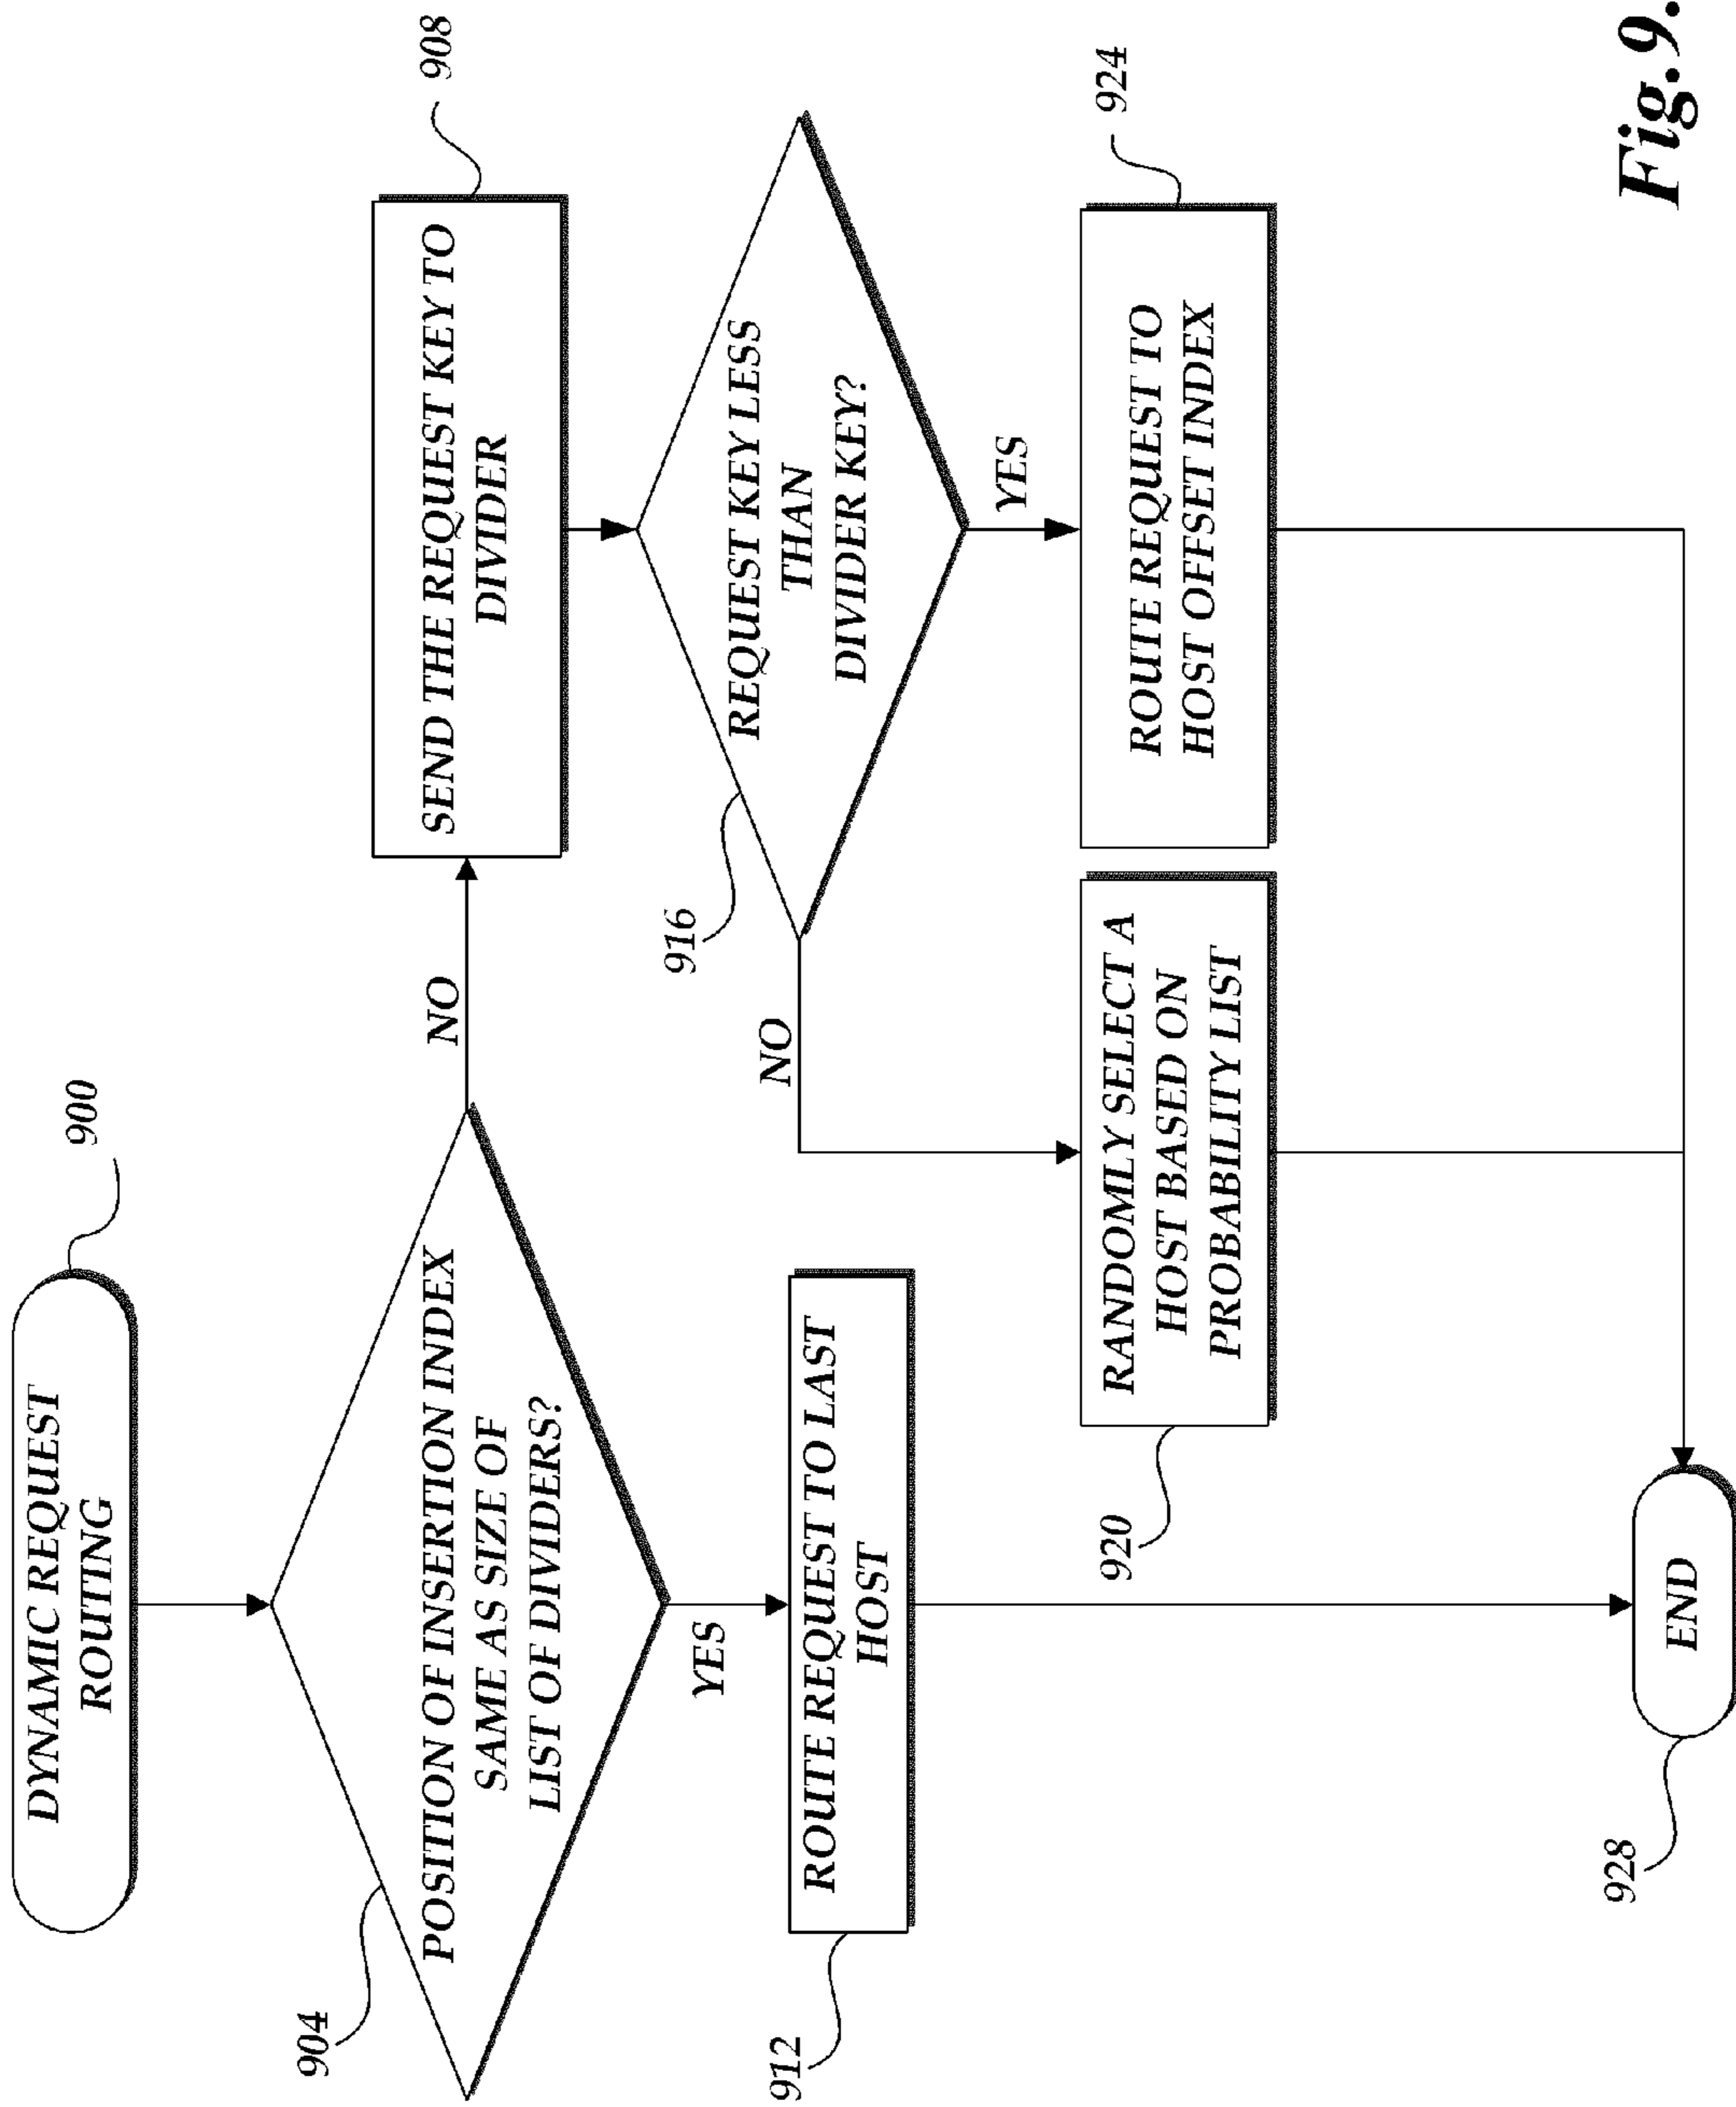 DYNAMIC REQUEST
ROUTING
900
POSITION OF INSERTION INDEX
SAME AS SIZE OF
LIST OF DIVIDERS?
904
NO
YES
SEND THE REQUEST KEY TO
DIVIDER
908
ROUTE REQUEST TO LAST
HOST
912
REQUEST KEY LESS
THAN
DIVIDER KEY?
916
NO
YES
RANDOMLY SELECT A
HOST BASED ON
PROBABILITY LIST
920
ROUTE REQUEST TO
HOST OFFSET INDEX
924
END
928
Fig.9.